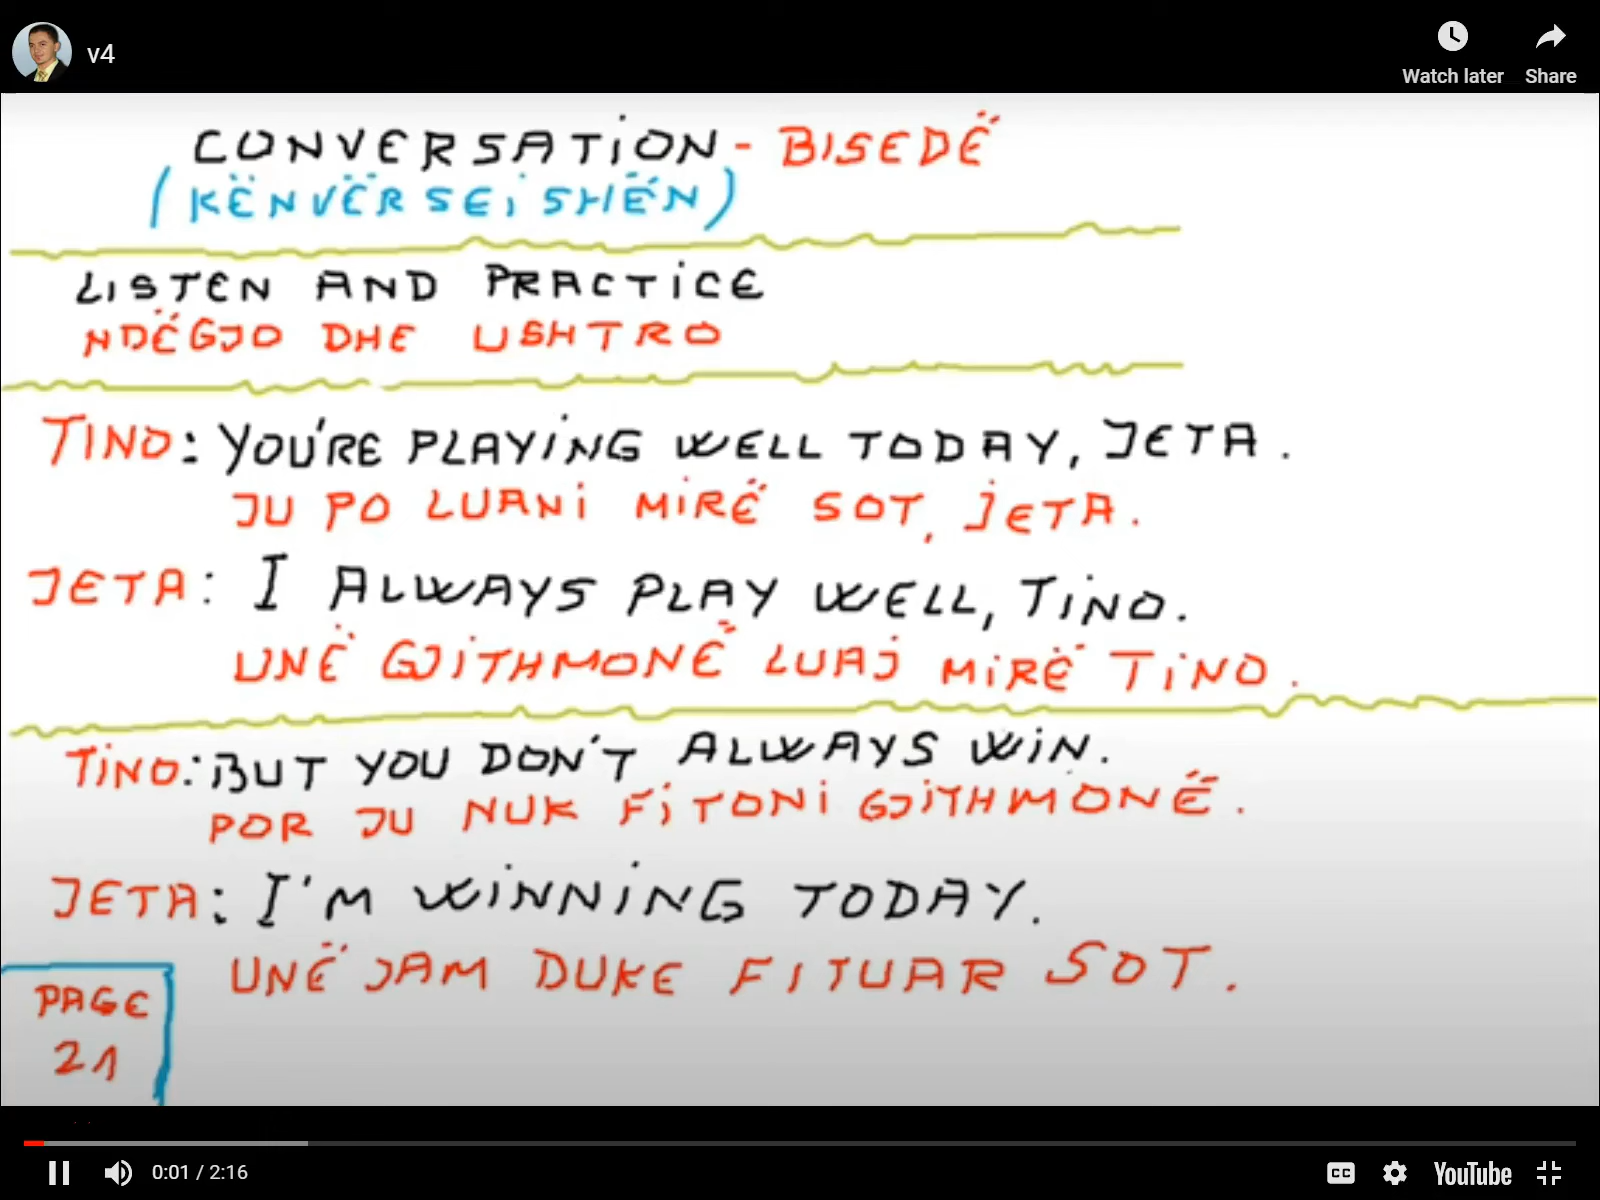 v4
Watch later Share
CONVERSATION - BISEDË
(KËNVËRSEISHËN)
LISTEN AND PRACTICE
NDËGJO DHE USHTRO
TINO: YOU'RE PLAYING WELL TODAY, JETA.
JU PO LUANI MIRË SOT, JETA.
JETA: I ALWAYS PLAY WELL, TINO.
UNË GJITHMONË LUAJ MIRË TINO.
TINO: BUT YOU DON'T ALWAYS WIN.
POR JU NUK FITONI GJITHMONË.
JETA: I'M WINNING TODAY.
UNË JAM DUKE FITUAR SOT.
PAGE
21
0:01 / 2:16 CC YouTube